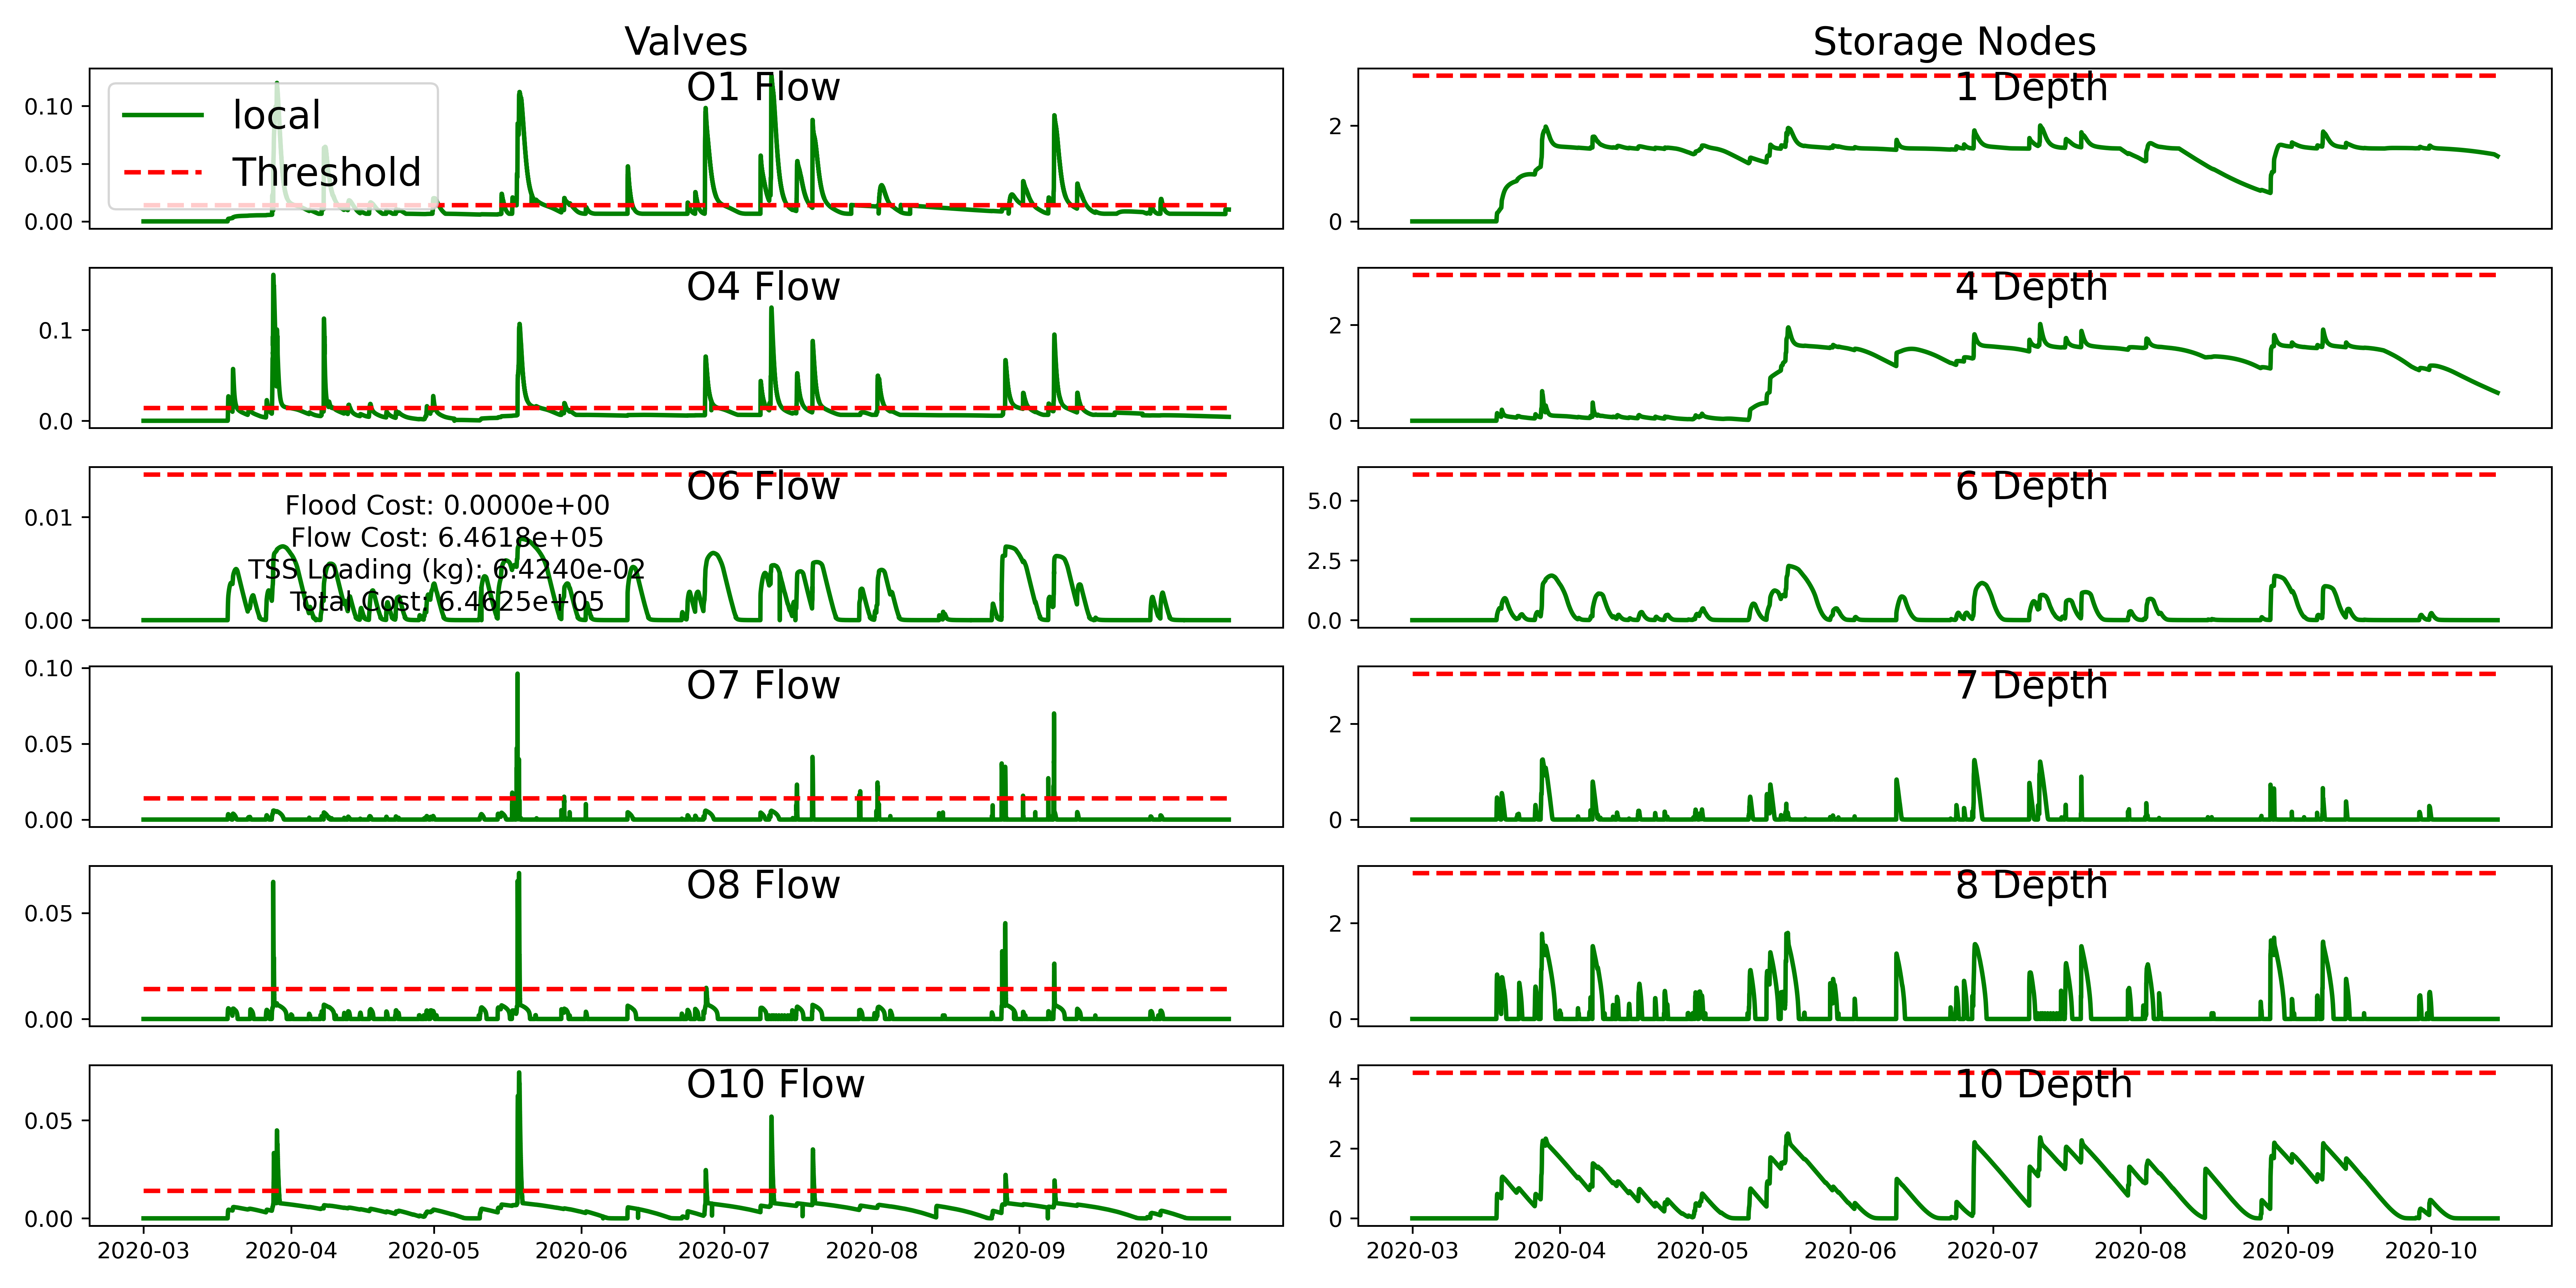 Valves
Storage Nodes
O1 Flow
0.10
0.05
0.00
local
Threshold
1 Depth
2
0
O4 Flow
0.1
0.0
4 Depth
2
0
O6 Flow
0.01
0.00
Flood Cost: 0.0000e+00
Flow Cost: 6.4618e+05
TSS Loading (kg): 6.4240e-02
Total Cost: 6.4625e+05
6 Depth
5.0
2.5
0.0
O7 Flow
0.10
0.05
0.00
7 Depth
2
0
O8 Flow
0.05
0.00
8 Depth
2
0
O10 Flow
0.05
0.00
10 Depth
4
2
0
2020-03 2020-04 2020-05 2020-06 2020-07 2020-08 2020-09 2020-10
2020-03 2020-04 2020-05 2020-06 2020-07 2020-08 2020-09 2020-10